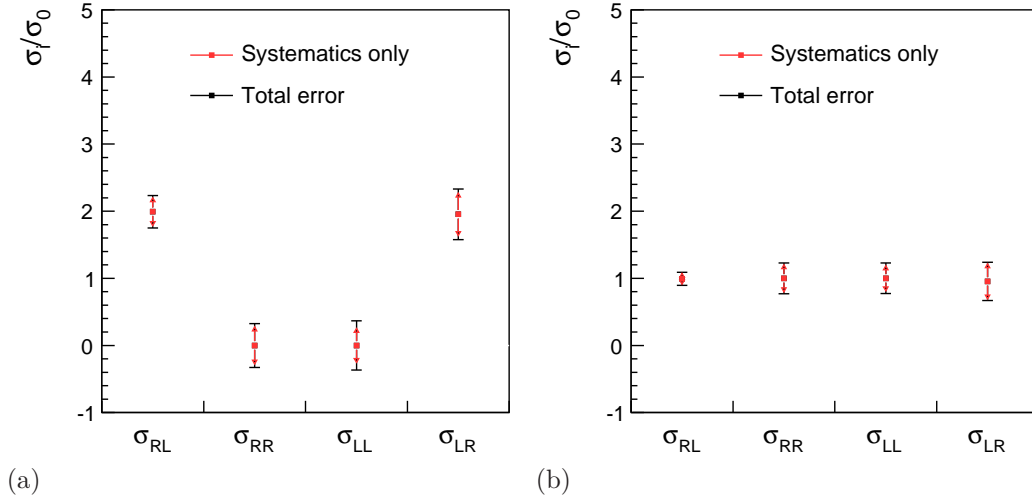 σi/σ0
5
4
3
2
1
0
-1
Systematics only
Total error
σRL σRR σLL σLR
(a)
σi/σ0
5
4
3
2
1
0
-1
Systematics only
Total error
σRL σRR σLL σLR
(b)